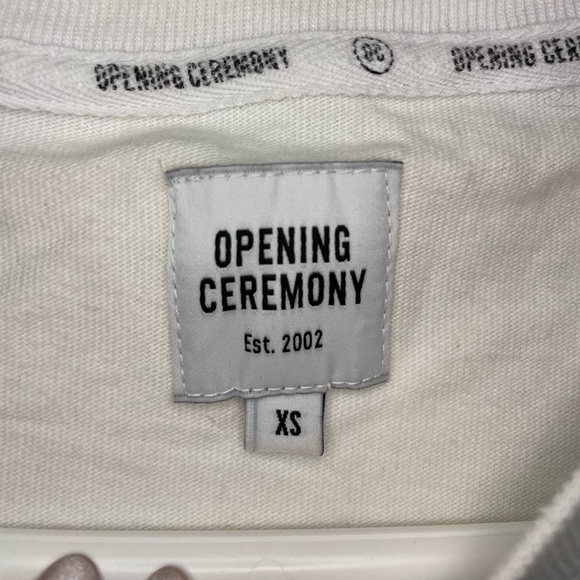 OPENING CEREMONY OC OPENING CERE
OPENING
CEREMONY
Est. 2002
XS